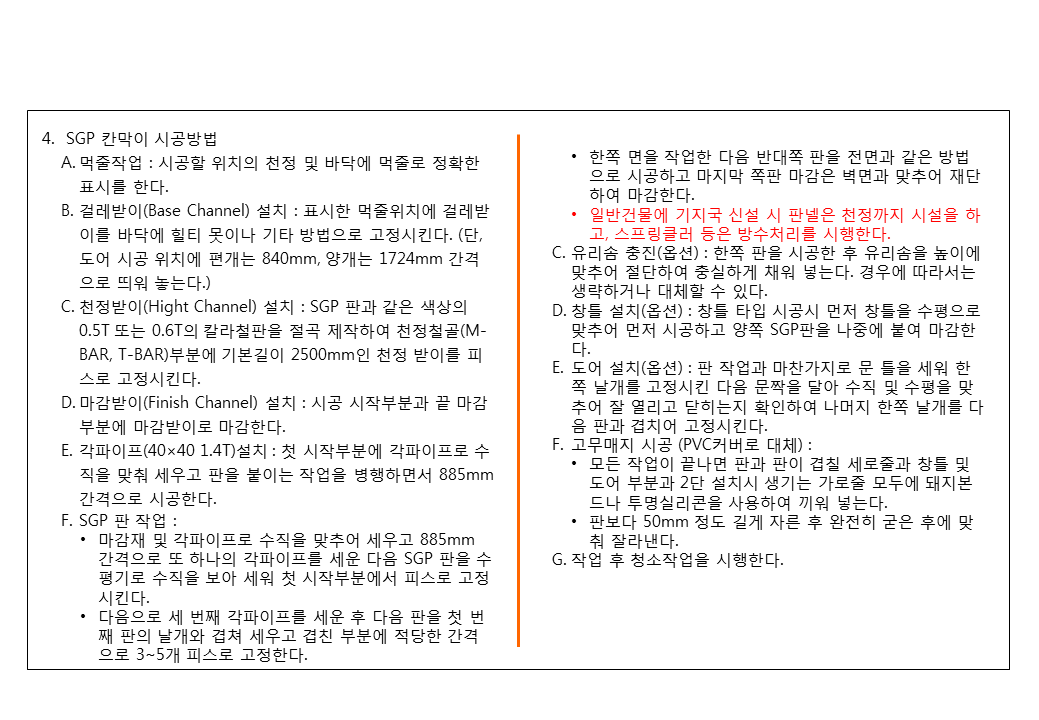 4. SGP 칸막이 시공방법
A. 먹줄작업 : 시공할 위치의 천정 및 바닥에 먹줄로 정확한
표시를 한다.
B. 걸레받이(Base Channel) 설치 : 표시한 먹줄위치에 걸레받
이를 바닥에 힐티 못이나 기타 방법으로 고정시킨다. (단,
도어 시공 위치에 편개는 840mm, 양개는 1724mm 간격
으로 띄워 놓는다.)
C. 천정받이(Hight Channel) 설치 : SGP 판과 같은 색상의
0.5T 또는 0.6T의 칼라철판을 절곡 제작하여 천정철골(M-
BAR, T-BAR)부분에 기본길이 2500mm인 천정 받이를 피
스로 고정시킨다.
D. 마감받이(Finish Channel) 설치 : 시공 시작부분과 끝 마감
부분에 마감받이로 마감한다.
E. 각파이프(40×40 1.4T)설치 : 첫 시작부분에 각파이프로 수
직을 맞춰 세우고 판을 붙이는 작업을 병행하면서 885mm
간격으로 시공한다.
F. SGP 판 작업 :
• 마감재 및 각파이프로 수직을 맞추어 세우고 885mm
간격으로 또 하나의 각파이프를 세운 다음 SGP 판을 수
평기로 수직을 보아 세워 첫 시작부분에서 피스로 고정
시킨다.
• 다음으로 세 번째 각파이프를 세운 후 다음 판을 첫 번
째 판의 날개와 겹쳐 세우고 겹친 부분에 적당한 간격
으로 3~5개 피스로 고정한다.
• 한쪽 면을 작업한 다음 반대쪽 판을 전면과 같은 방법
으로 시공하고 마지막 쪽판 마감은 벽면과 맞추어 재단
하여 마감한다.
• 일반건물에 기지국 신설 시 판넬은 천정까지 시설을 하
고, 스프링클러 등은 방수처리를 시행한다.
C. 유리솜 충진(옵션) : 한쪽 판을 시공한 후 유리솜을 높이에
맞추어 절단하여 충실하게 채워 넣는다. 경우에 따라서는
생략하거나 대체할 수 있다.
D. 창틀 설치(옵션) : 창틀 타입 시공시 먼저 창틀을 수평으로
맞추어 먼저 시공하고 양쪽 SGP판을 나중에 붙여 마감한
다.
E. 도어 설치(옵션) : 판 작업과 마찬가지로 문 틀을 세워 한
쪽 날개를 고정시킨 다음 문짝을 달아 수직 및 수평을 맞
추어 잘 열리고 닫히는지 확인하여 나머지 한쪽 날개를 다
음 판과 겹치어 고정시킨다.
F. 고무매지 시공 (PVC커버로 대체) :
• 모든 작업이 끝나면 판과 판이 겹칠 세로줄과 창틀 및
도어 부분과 2단 설치시 생기는 가로줄 모두에 돼지본
드나 투명실리콘을 사용하여 끼워 넣는다.
• 판보다 50mm 정도 길게 자른 후 완전히 굳은 후에 맞
춰 잘라낸다.
G. 작업 후 청소작업을 시행한다.